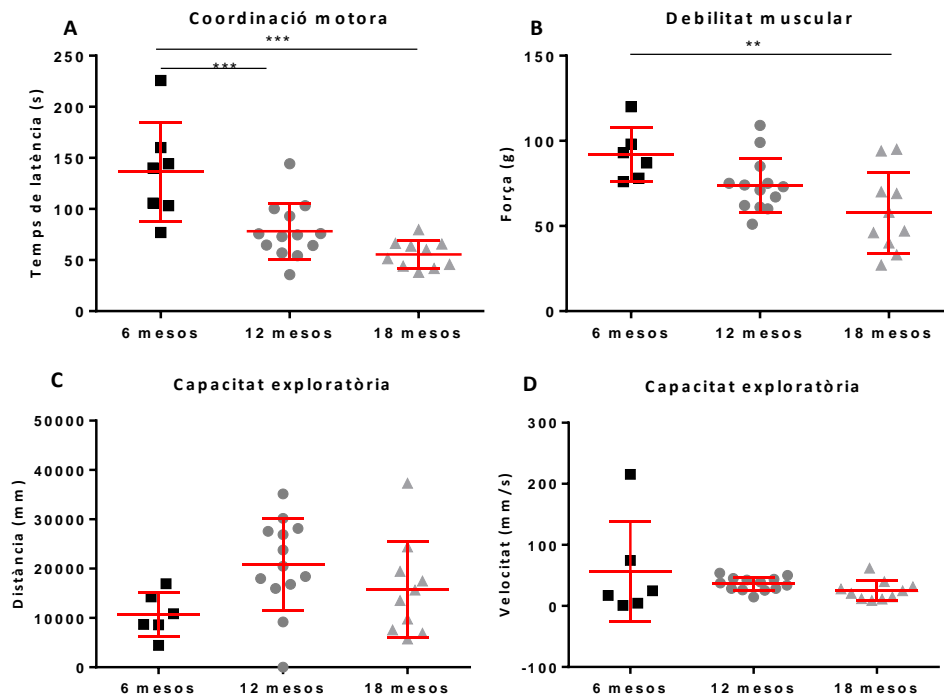 A
Coordinació motora
***
***
Temps de latència (s)
250
200
150
100
50
0
6 mesos
12 mesos
18 mesos
B
Debilitat muscular
**
Força (g)
150
100
50
0
6 mesos
12 mesos
18 mesos
C
Capacitat exploratòria
Distància (mm)
50000
40000
30000
20000
10000
0
6 mesos
12 mesos
18 mesos
D
Capacitat exploratòria
Velocitat (mm/s)
300
200
100
0
-100
6 mesos
12 mesos
18 mesos